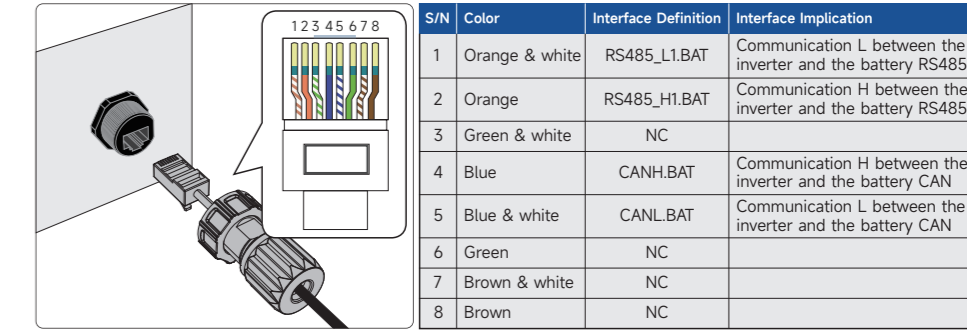 12345678
S/N Color Interface Definition Interface Implication
1 Orange & white RS485_L1.BAT Communication L between the
inverter and the battery RS485
2 Orange RS485_H1.BAT Communication H between the
inverter and the battery RS485
3 Green & white NC
4 Blue CANH.BAT Communication H between the
inverter and the battery CAN
5 Blue & white CANL.BAT Communication L between the
inverter and the battery CAN
6 Green NC
7 Brown & white NC
8 Brown NC